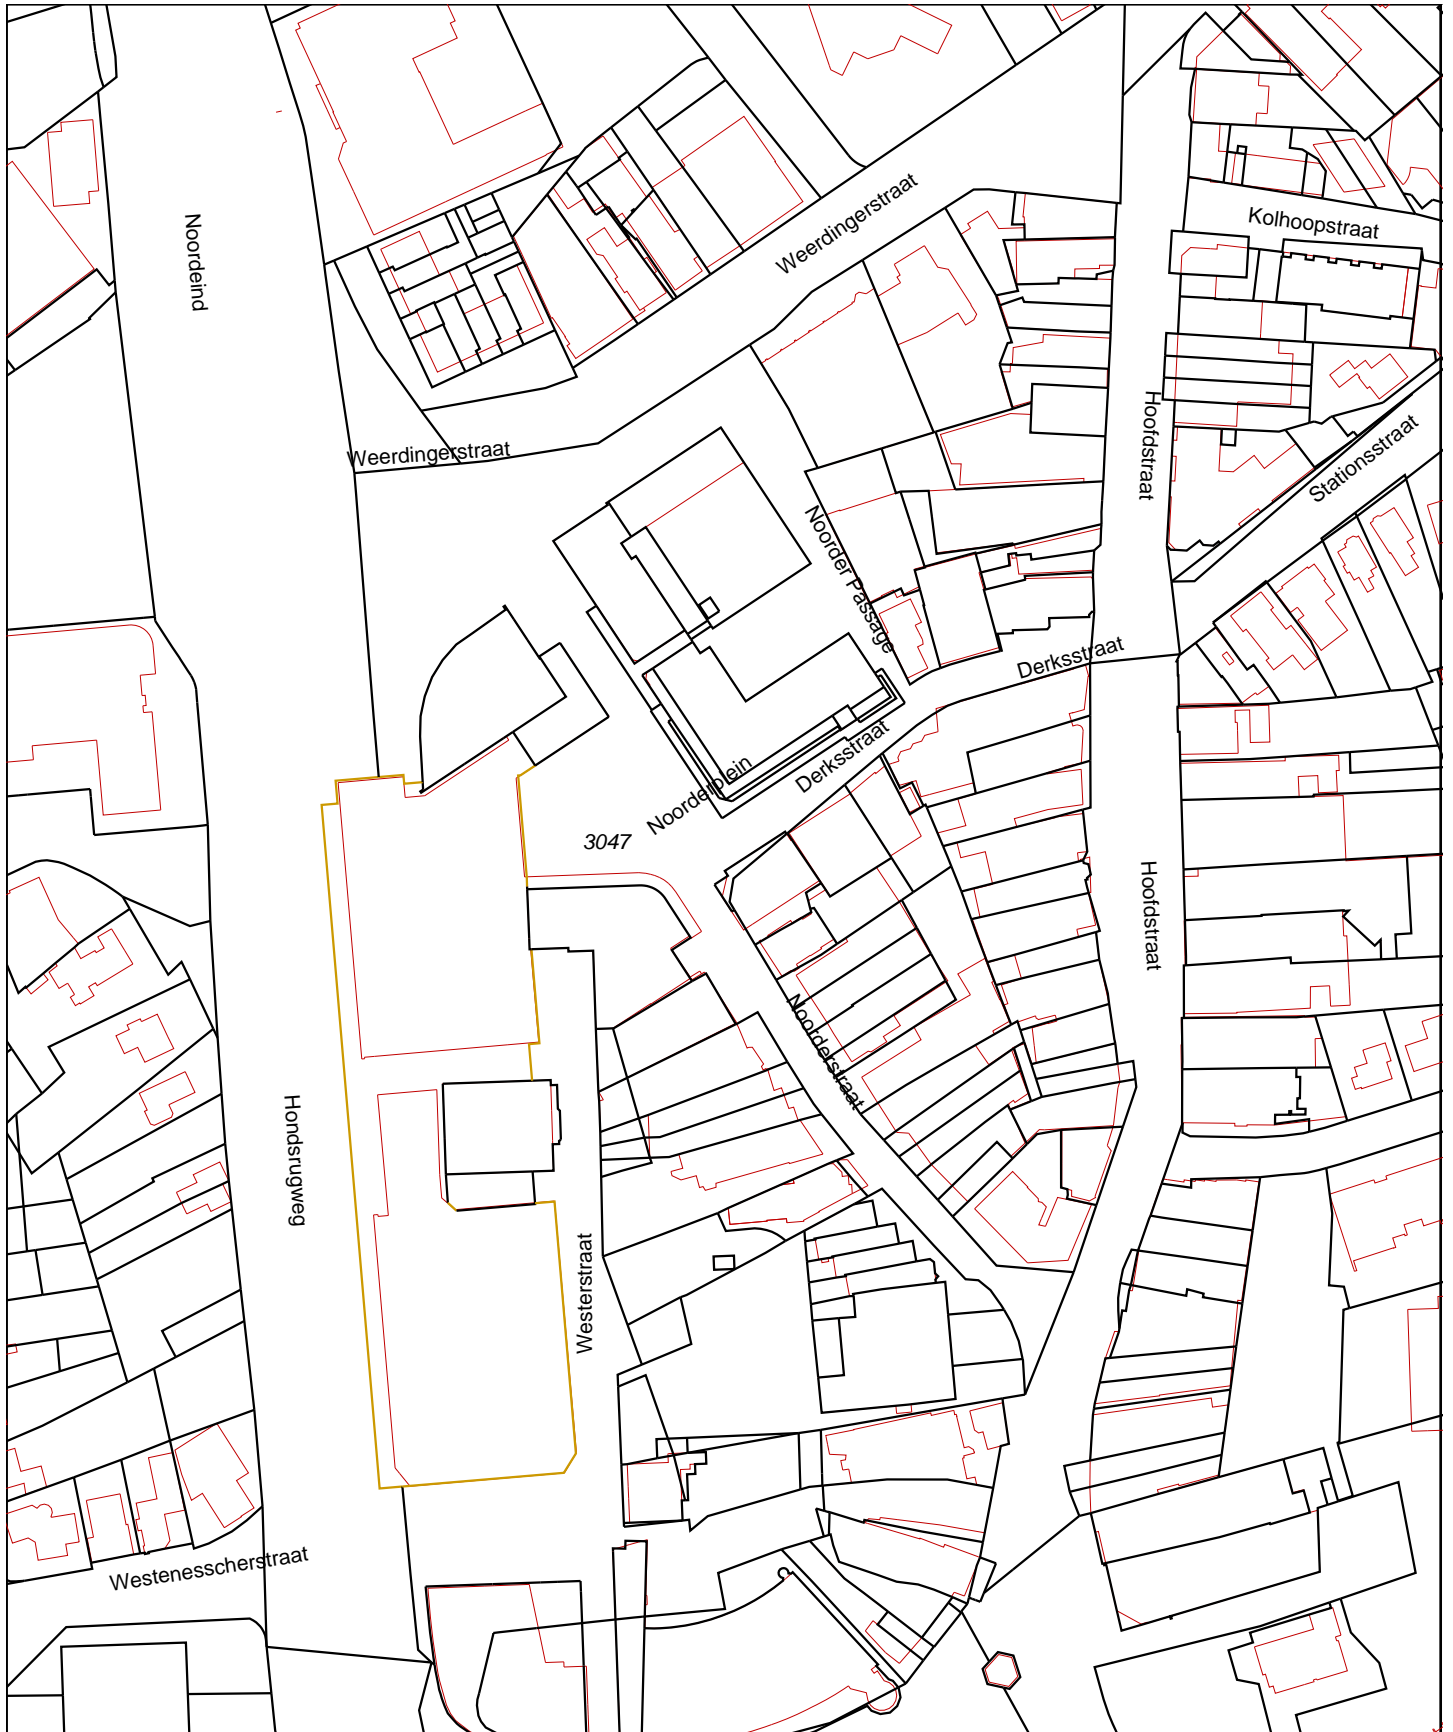 Noordeind
Weerdingerstraat
Kolhoopstraat
Weerdingerstraat
Hoofdstraat
Stationsstraat
Noorder Passage
Derksstraat
Derksstraat
Noorderplein
3047
Hoofdstraat
Noorderstraat
Hondsrugweg
Westerstraat
Westenesscherstraat